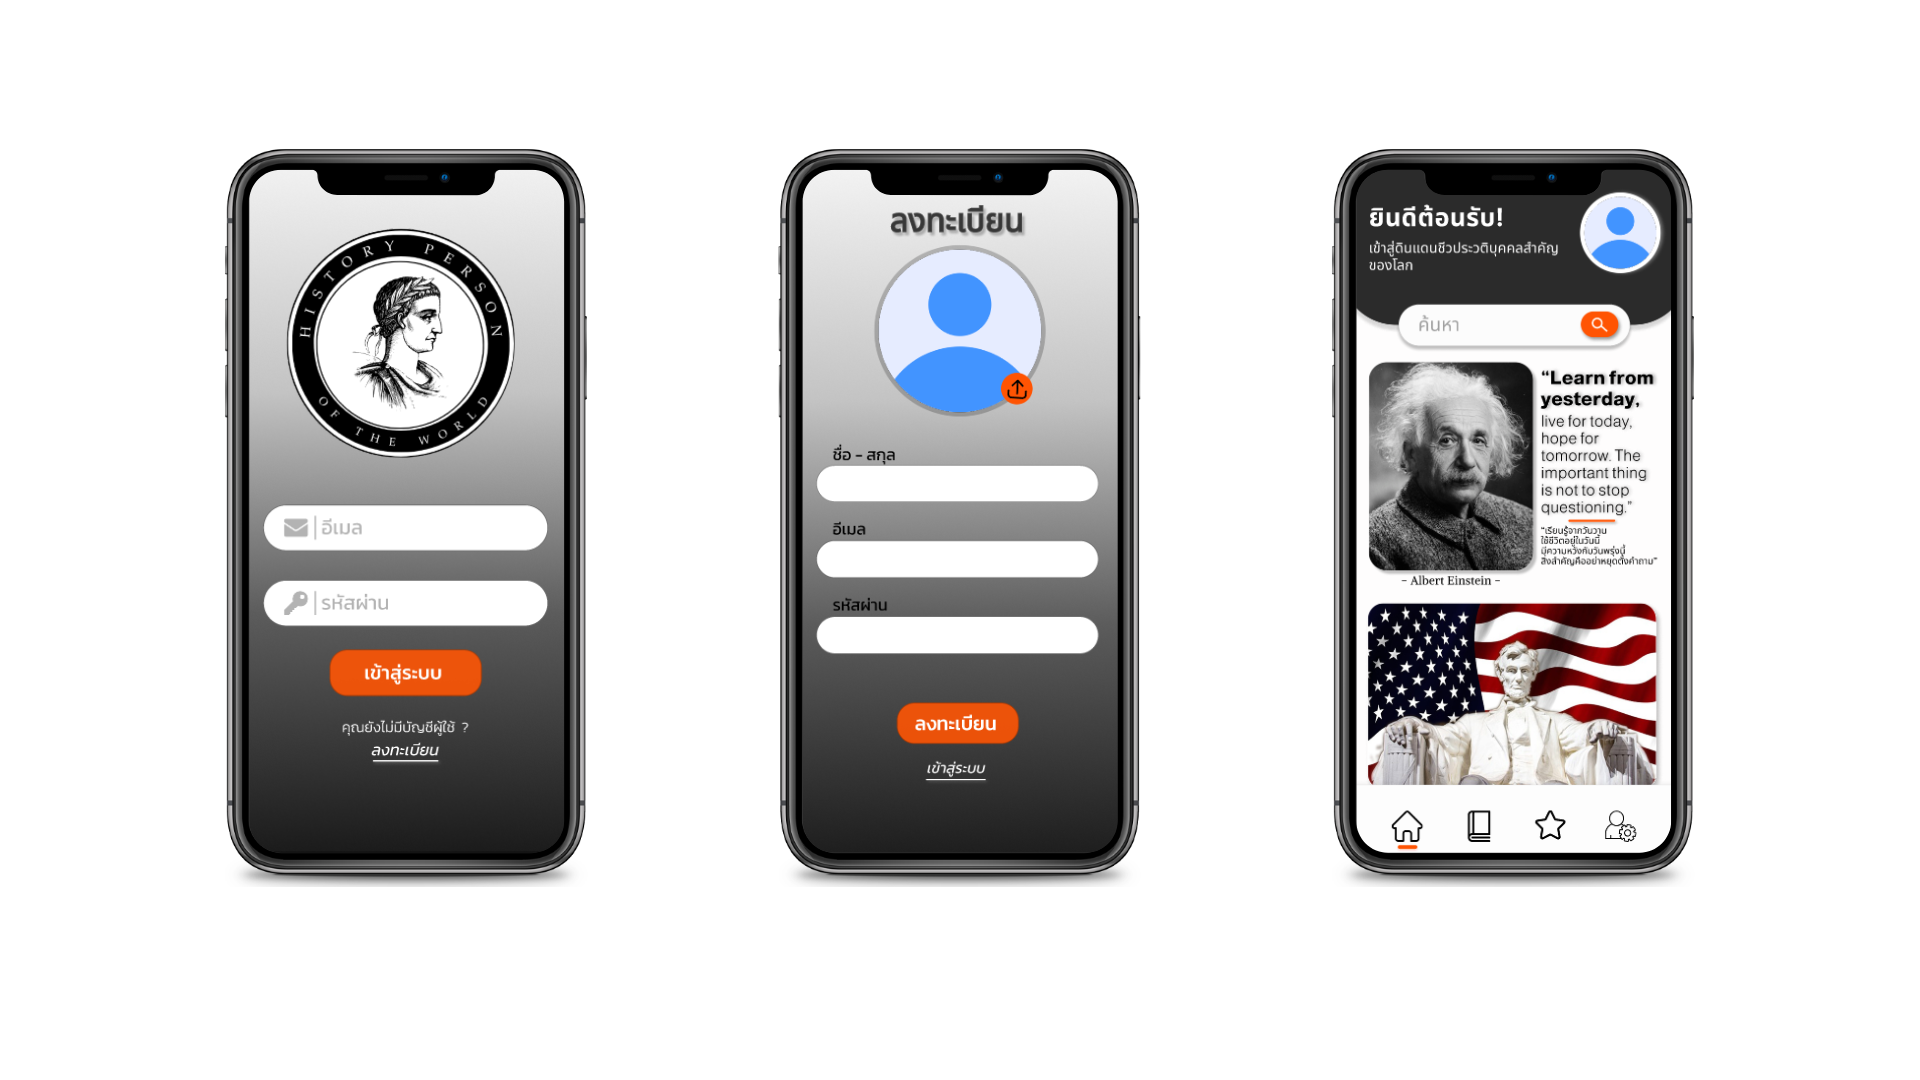 HISTORY PERSON
OF THE WORLD
อีเมล
รหัสผ่าน
เข้าสู่ระบบ
คุณยังไม่มีบัญชีผู้ใช้ ?
ลงทะเบียน
ลงทะเบียน
ชื่อ - สกุล
อีเมล
รหัสผ่าน
ลงทะเบียน
เข้าสู่ระบบ
ยินดีต้อนรับ!
เข้าสู่ดินแดนชีวประวัติบุคคลสำคัญ
ของโลก
ค้นหา
“Learn from
yesterday,
live for today,
hope for
tomorrow. The
important thing
is not to stop
questioning.”
“เรียนรู้จากวันวาน
ใช้ชีวิตอยู่ในวันนี้
มีความหวังกับวันพรุ่งนี้
สิ่งสำคัญคืออย่าหยุดตั้งคำถาม”
- Albert Einstein -